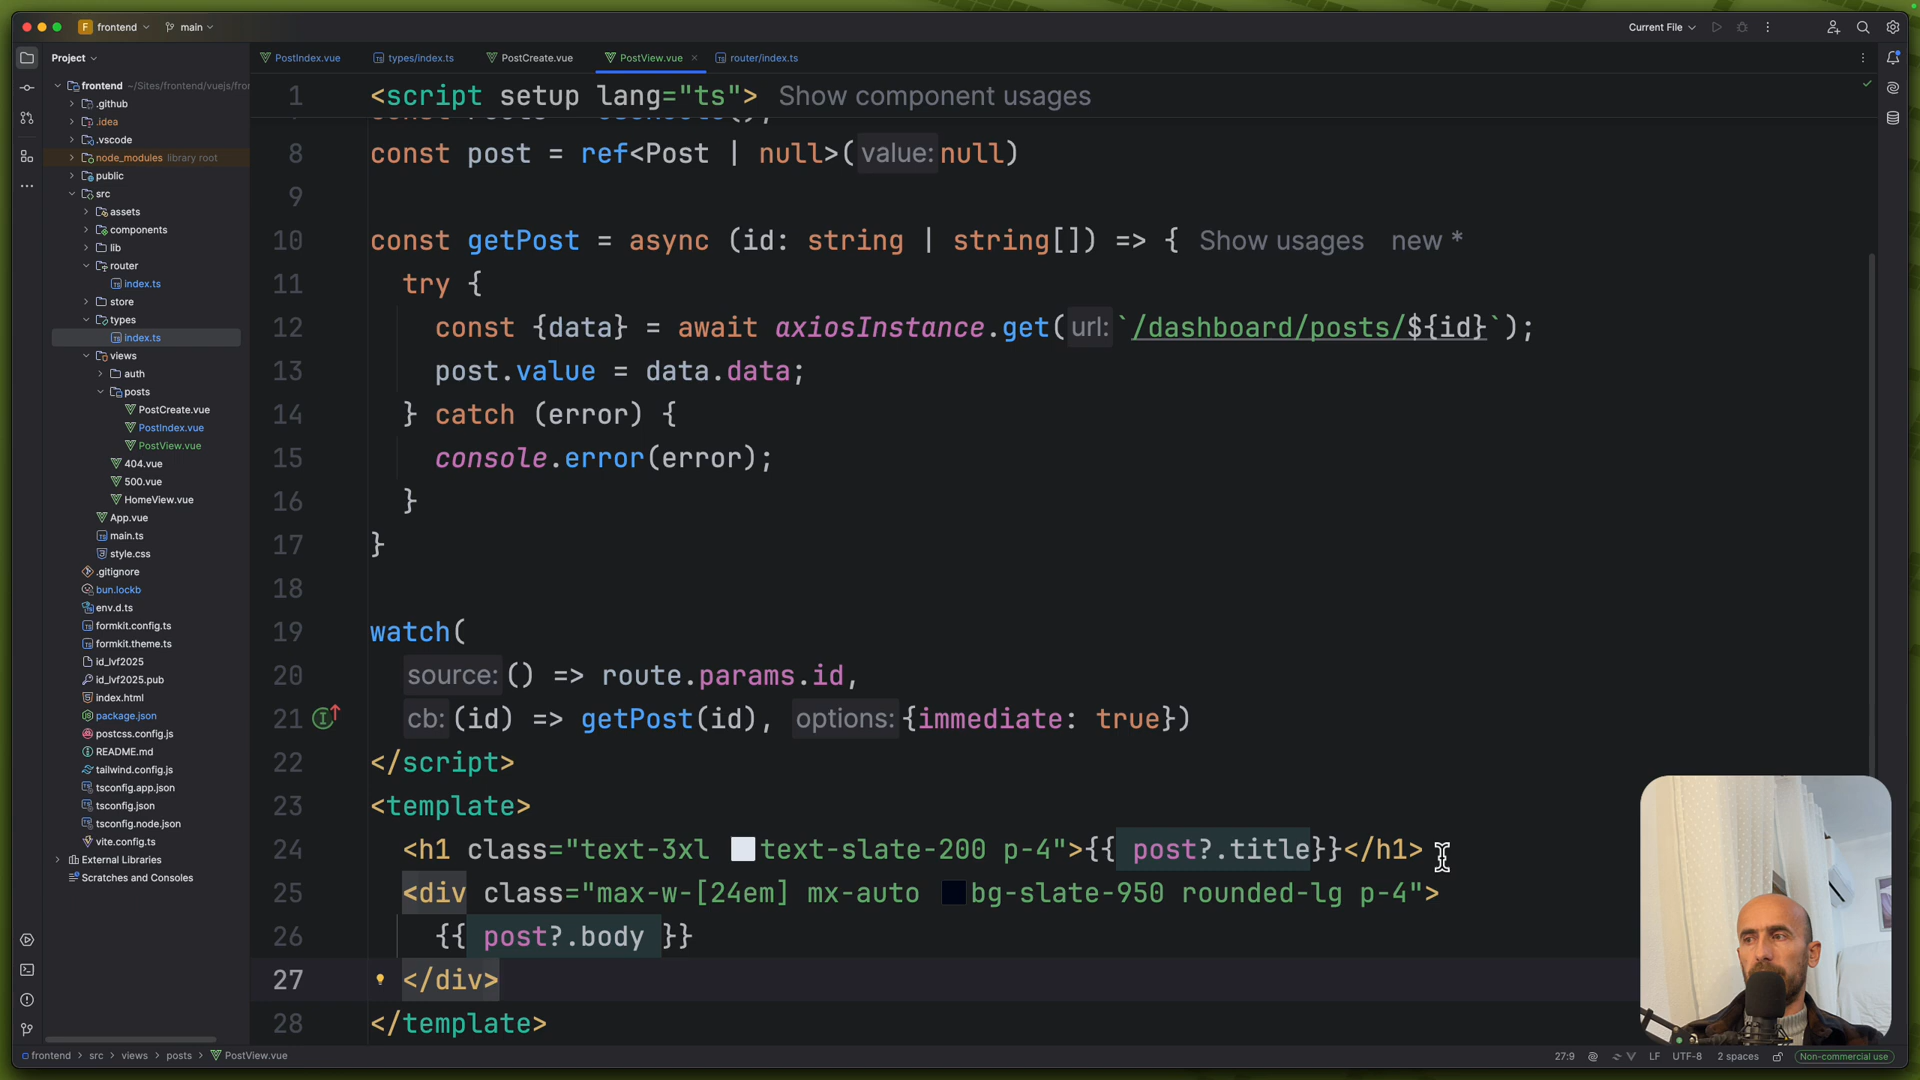 frontend
main
Current File
Project
PostIndex.vue
types/index.ts
PostCreate.vue
PostView.vue
router/index.ts
frontend ~/Sites/frontend/vuejs/fron
.github
.idea
.vscode
node_modules library root
public
src
assets
components
lib
router
index.ts
store
types
index.ts
views
auth
posts
PostCreate.vue
PostIndex.vue
PostView.vue
404.vue
500.vue
HomeView.vue
App.vue
main.ts
style.css
.gitignore
bun.lockb
env.d.ts
formkit.config.ts
formkit.theme.ts
id_lvf2025
id_lvf2025.pub
index.html
package.json
postcss.config.js
README.md
tailwind.config.js
tsconfig.app.json
tsconfig.json
tsconfig.node.json
vite.config.ts
External Libraries
Scratches and Consoles
1 <script setup lang="ts"> Show component usages
8 const post = ref<Post | null>( value: null)
9
10 const getPost = async (id: string | string[]) => { Show usages new *
11 try {
12 const {data} = await axiosInstance.get( url: `/dashboard/posts/${id}`);
13 post.value = data.data;
14 } catch (error) {
15 console.error(error);
16 }
17 }
18
19 watch(
20 source: () => route.params.id,
21 cb: (id) => getPost(id), options: {immediate: true})
22 </script>
23 <template>
24 <h1 class="text-3xl text-slate-200 p-4">{{ post?.title}}</h1>
25 <div class="max-w-[24em] mx-auto bg-slate-950 rounded-lg p-4">
26 {{ post?.body }}
27 </div>
28 </template>
frontend > src > views > posts > PostView.vue
27:9 LF UTF-8 2 spaces Non-commercial use